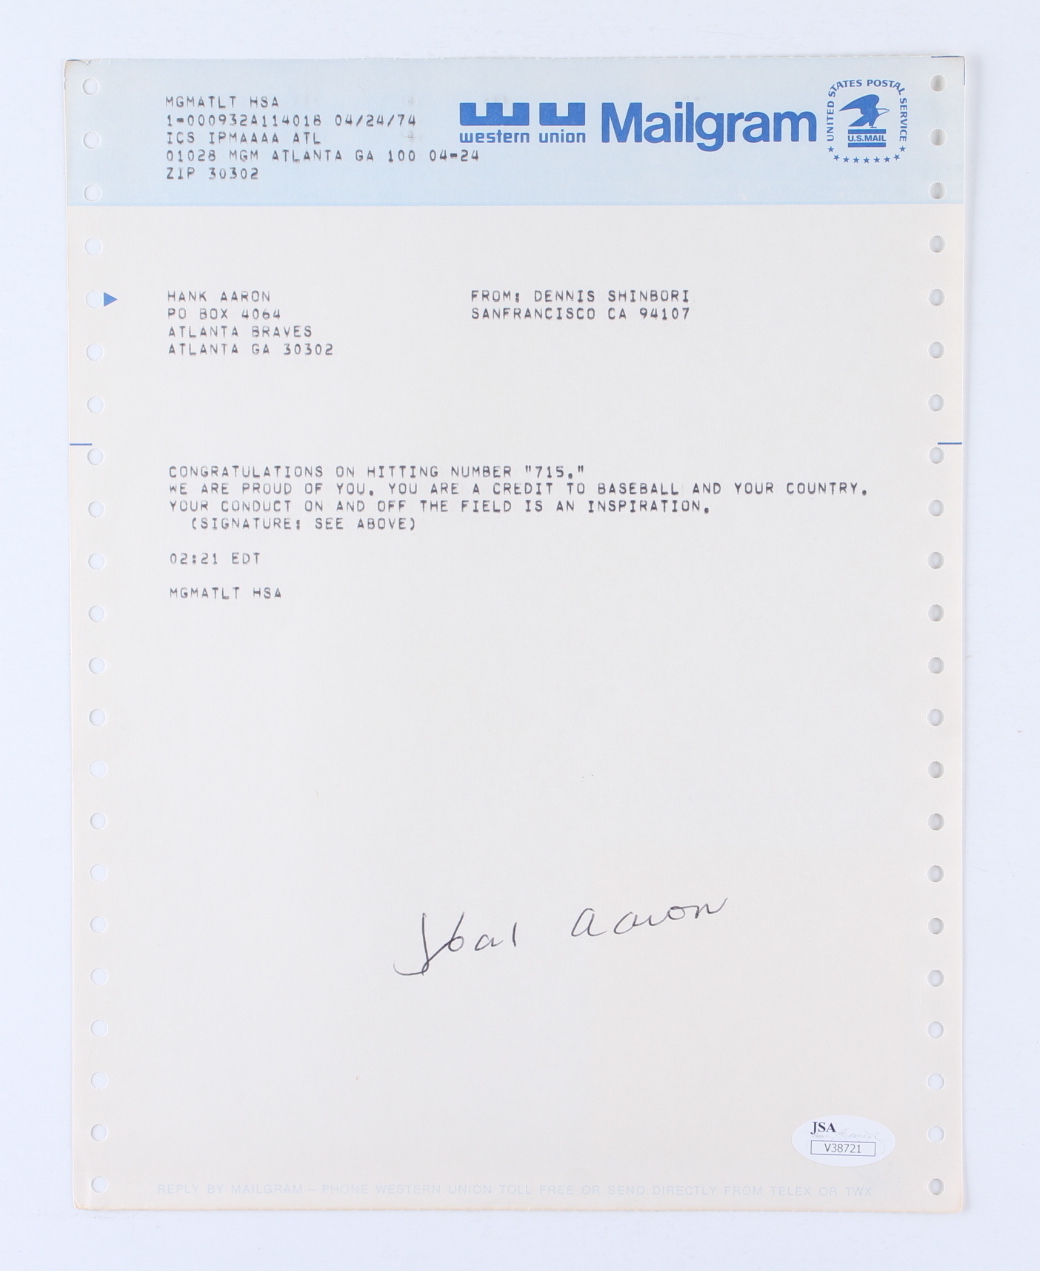 MGMATLT HSA
1-000932A114018 04/24/74
ICS IPMAAAA ATL
01028 MGM ATLANTA GA 100 04-24
ZIP 30302
western union
Mailgram
UNITED STATES POSTAL SERVICE
U.S.MAIL
HANK AARON
PO BOX 4064
ATLANTA BRAVES
ATLANTA GA 30302
FROM: DENNIS SHINBORI
SANFRANCISCO CA 94107
CONGRATULATIONS ON HITTING NUMBER "715."
WE ARE PROUD OF YOU. YOU ARE A CREDIT TO BASEBALL AND YOUR COUNTRY.
YOUR CONDUCT ON AND OFF THE FIELD IS AN INSPIRATION.
(SIGNATURE: SEE ABOVE)
02:21 EDT
MGMATLT HSA
Hank Aaron
JSA
V38721
REPLY BY MAILGRAM — PHONE WESTERN UNION TOLL FREE OR SEND DIRECTLY FROM TELEX OR TWX